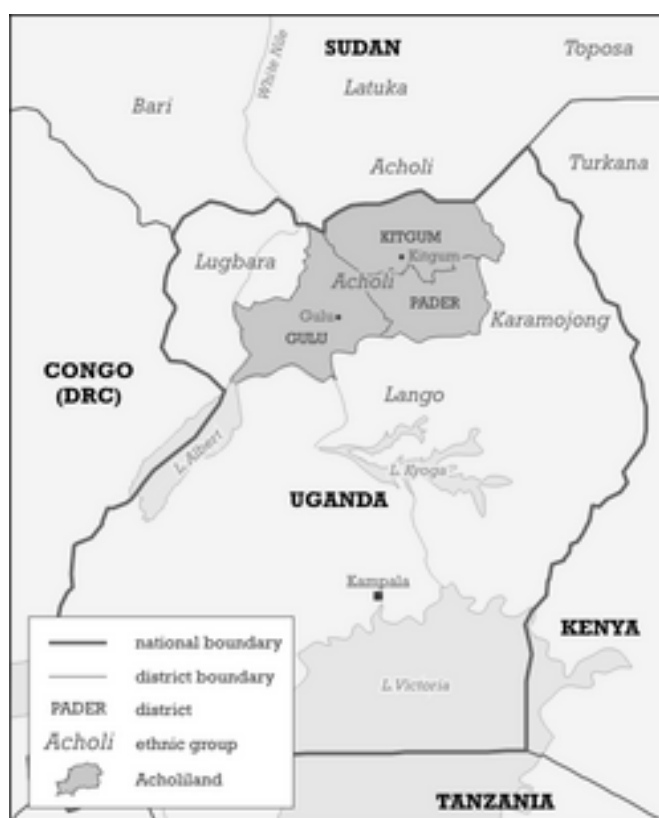 SUDAN
Toposa
White Nile
Bari
Latuka
Acholi
Turkana
KITGUM
Kitgum
Lugbara
Acholi
PADER
Gulu
GULU
Karamojong
CONGO
(DRC)
Lango
L. Albert
L. Kyoga
UGANDA
Kampala
KENYA
L. Victoria
national boundary
district boundary
PADER district
Acholi ethnic group
Acholiland
TANZANIA